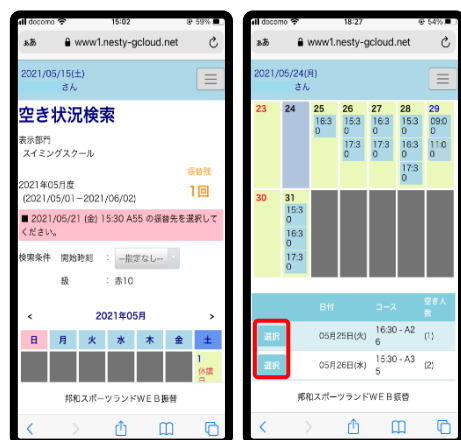 docomo
15:02
59%
ぁあ
www1.nesty-gcloud.net
2021/05/15(土)
さん
空き状況検索
表示部門
スイミングスクール
振替残
2021年05月度
1回
(2021/05/01－2021/06/02)
■ 2021/05/21 (金) 15:30 A55 の振替先を選択してください。
検索条件 開始時刻 : --指定なし--
級 : 赤10
< 2021年05月 >
日 月 火 水 木 金 土
1
休講日
邦和スポーツランドWEB振替
docomo
18:27
54%
ぁあ
www1.nesty-gcloud.net
2021/05/24(月)
さん
23 24 25 26 27 28 29
16:30 15:30 16:30 15:30 09:00
17:30 17:30 16:30 11:00
17:30
30 31
15:30
16:30
17:30
日付 コース 空き人数
選択 05月25日(火) 16:30 - A26 (1)
選択 05月26日(水) 15:30 - A35 (2)
邦和スポーツランドWEB振替